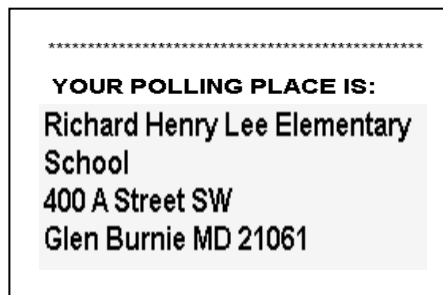 ************************************************
YOUR POLLING PLACE IS:
Richard Henry Lee Elementary
School
400 A Street SW
Glen Burnie MD 21061